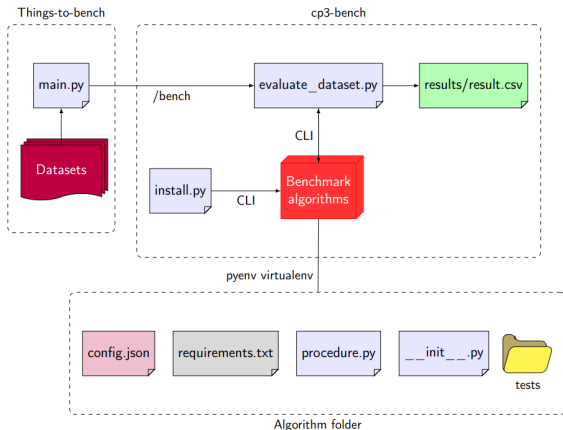 Things-to-bench
cp3-bench
main.py
evaluate_dataset.py
results/result.csv
/bench
Datasets
CLI
install.py
CLI
Benchmark
algorithms
pyenv virtualenv
config.json
requirements.txt
procedure.py
__init__.py
tests
Algorithm folder